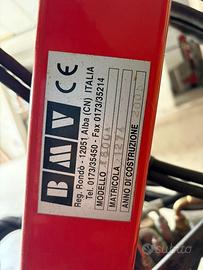 BMV CE
Reg. Rondò - 12051 Alba (CN) ITALIA
Tel. 0173/35450 - Fax 0173/35214
MODELLO
MATRICOLA
ANNO DI COSTRUZIONE
subito